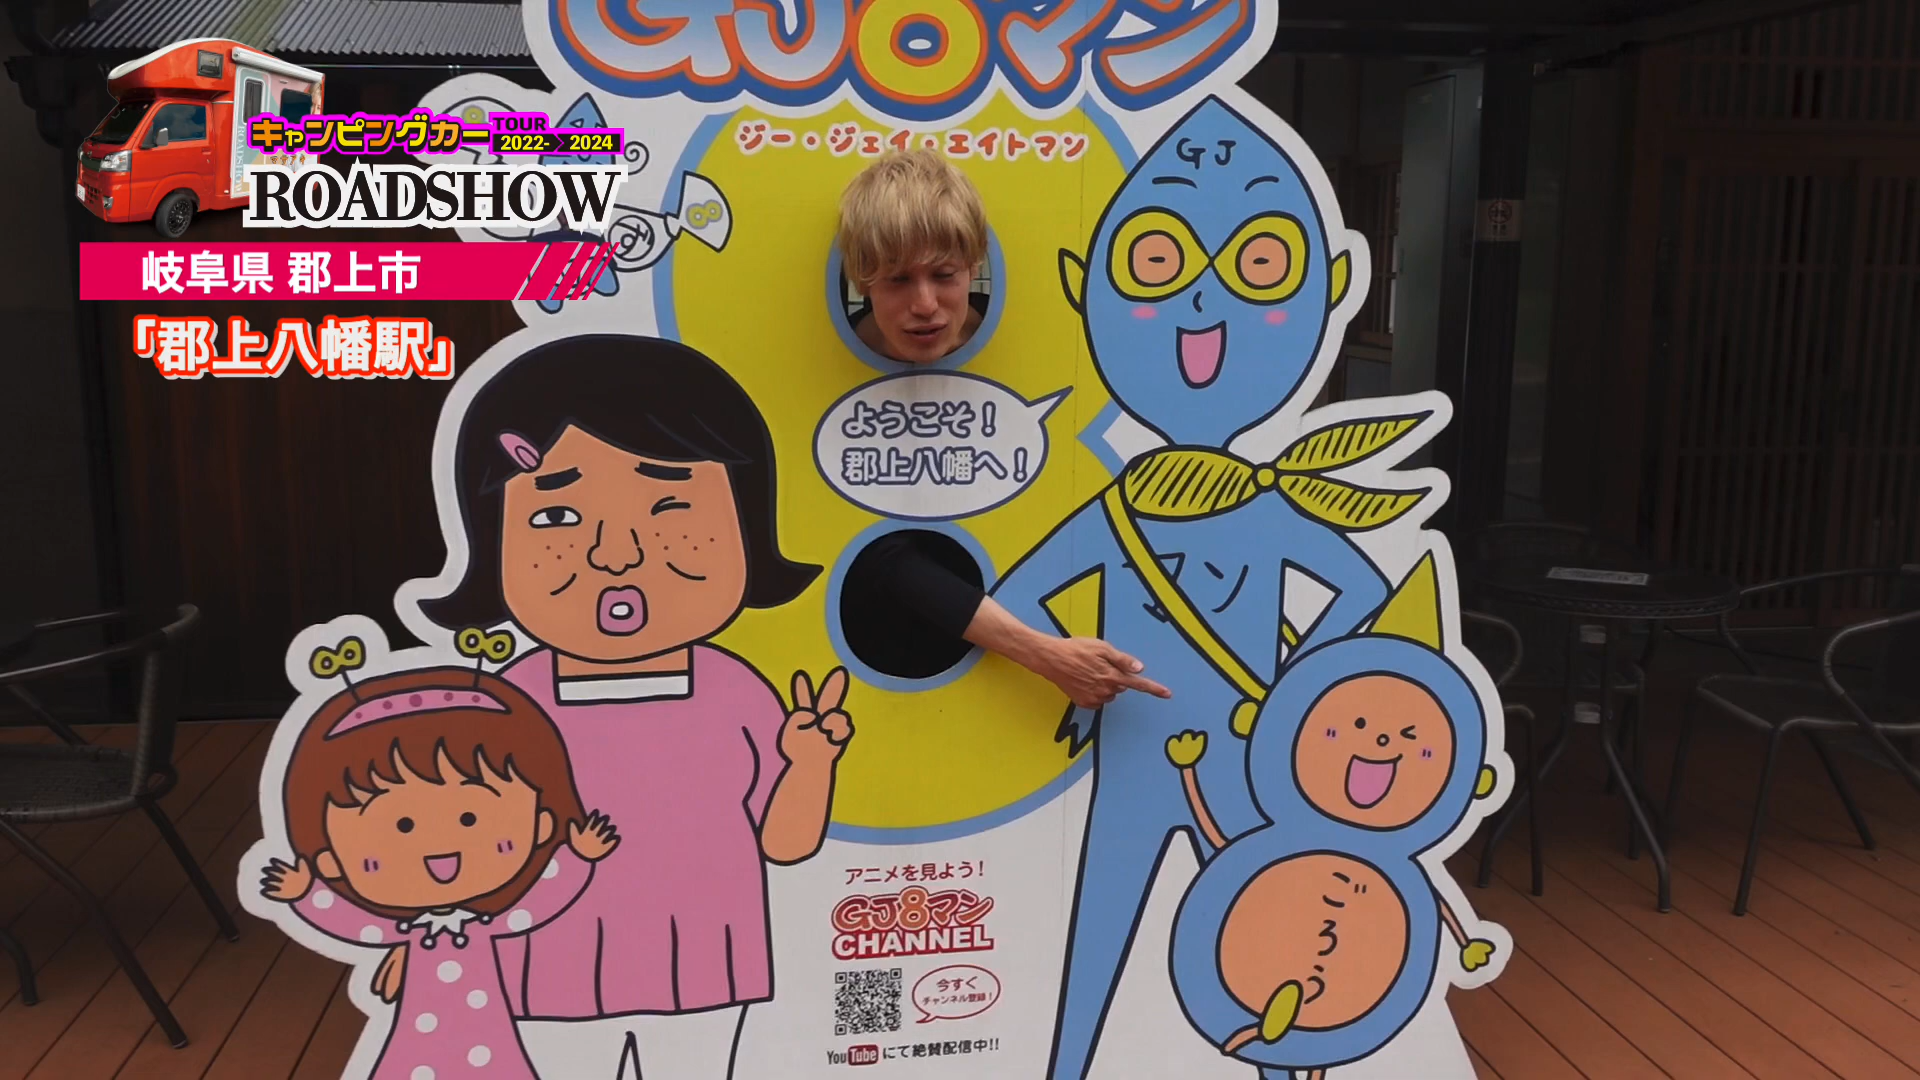 GJ8マン
ジー・ジェイ・エイトマン
キャンピングカー TOUR
2022-> 2024
ROADSHOW
岐阜県 郡上市
「郡上八幡駅」
GJ
ようこそ!
郡上八幡へ!
マン
ごろう
アニメを見よう!
GJ8マン
CHANNEL
今すぐ
チャンネル登録!
YouTubeにて絶賛配信中!!